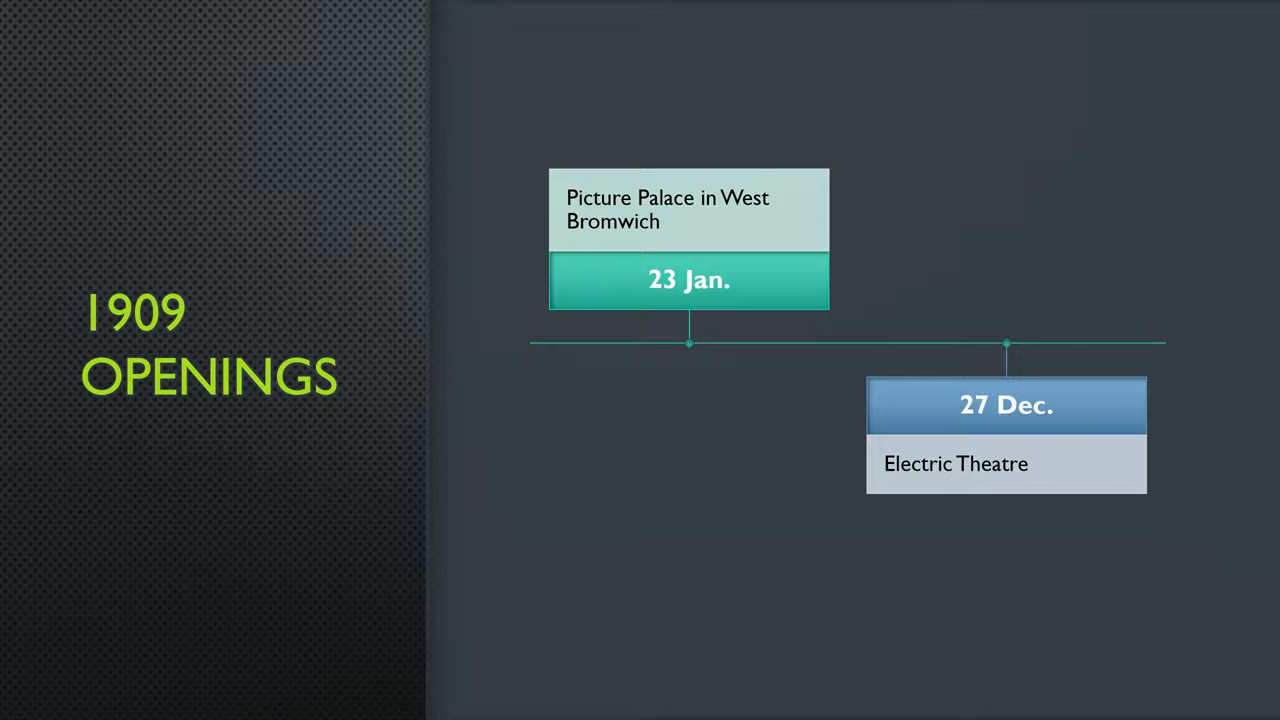 1909
OPENINGS
Picture Palace in West
Bromwich
23 Jan.
27 Dec.
Electric Theatre